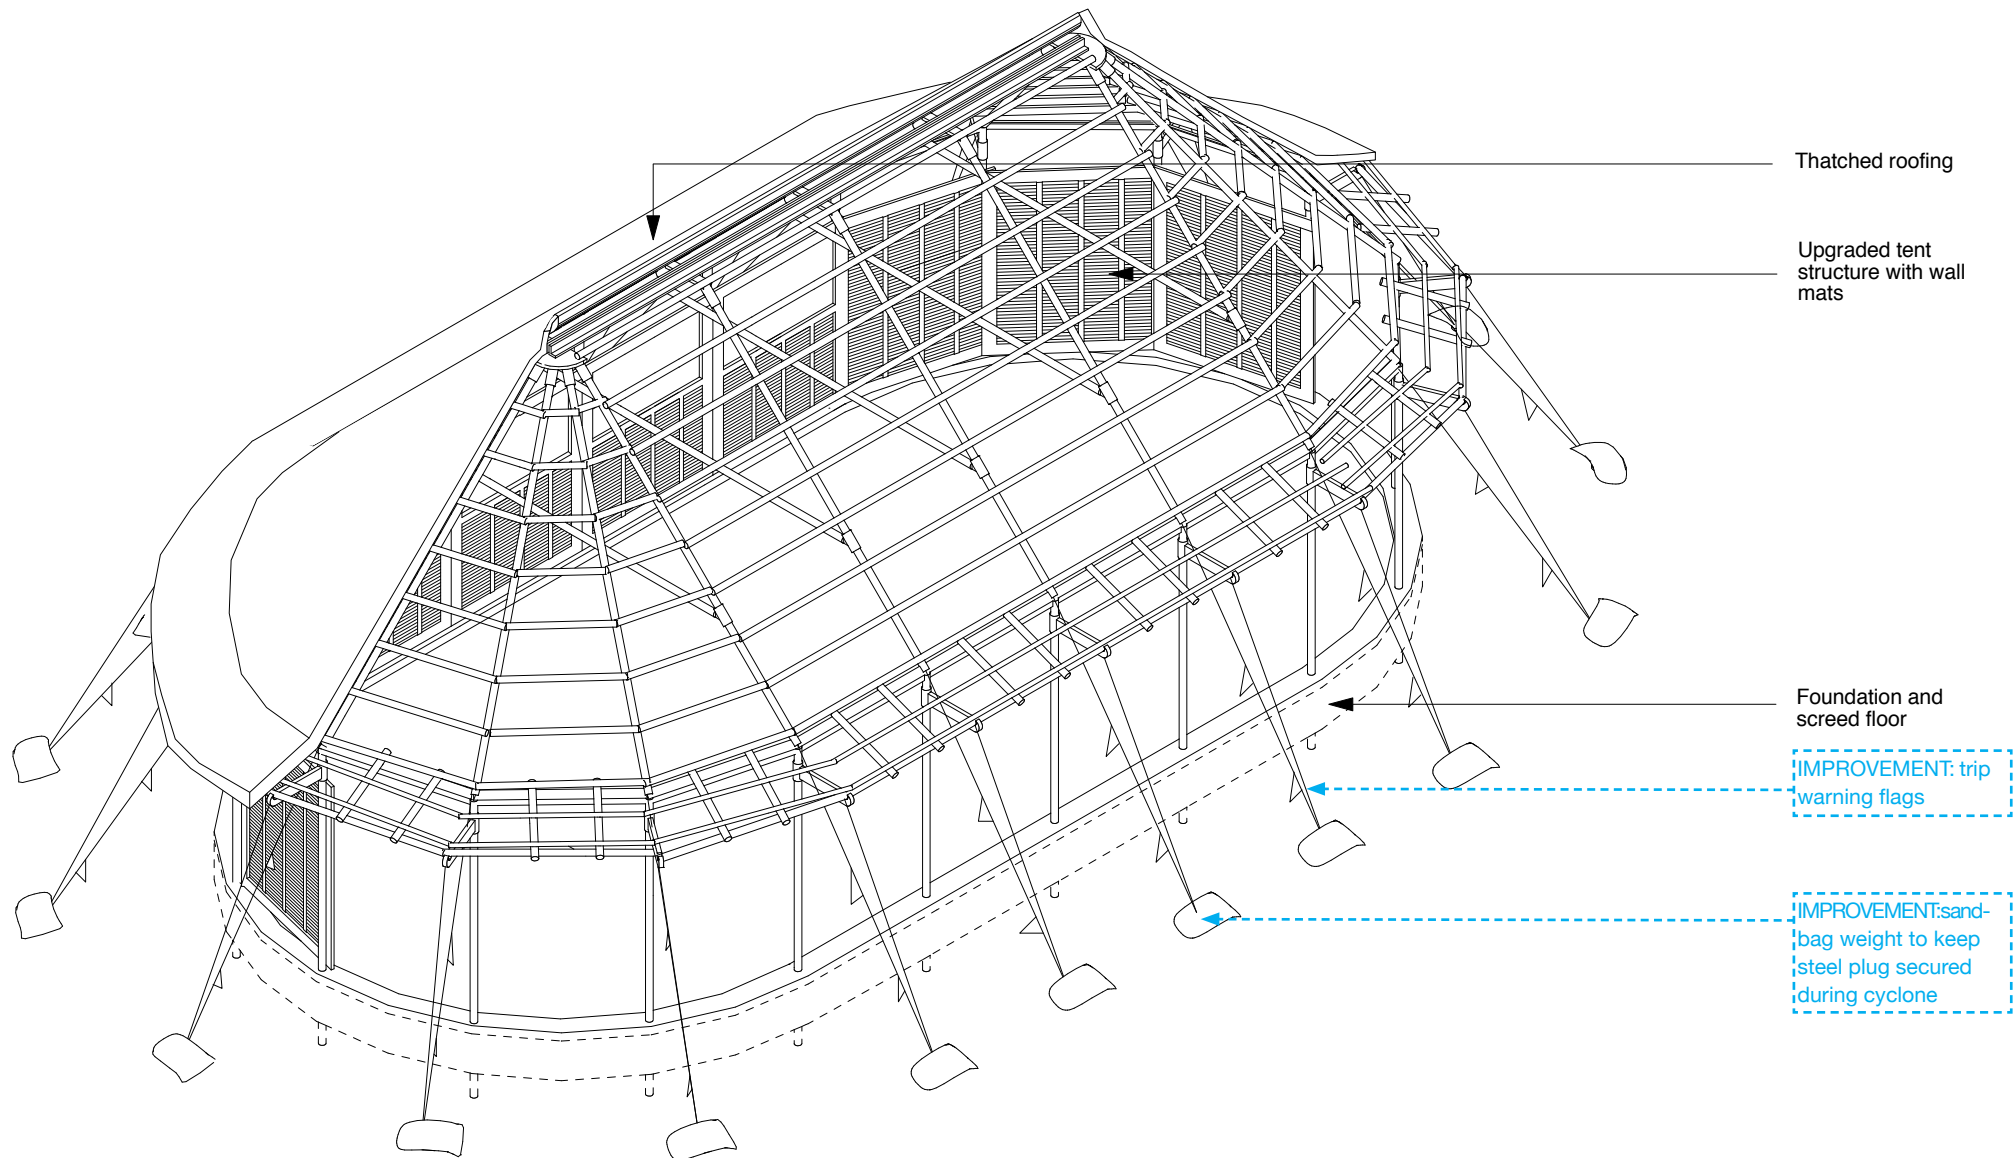 Thatched roofing
Upgraded tent
structure with wall
mats
Foundation and
screed floor
IMPROVEMENT: trip
warning flags
IMPROVEMENT:sand-
bag weight to keep
steel plug secured
during cyclone